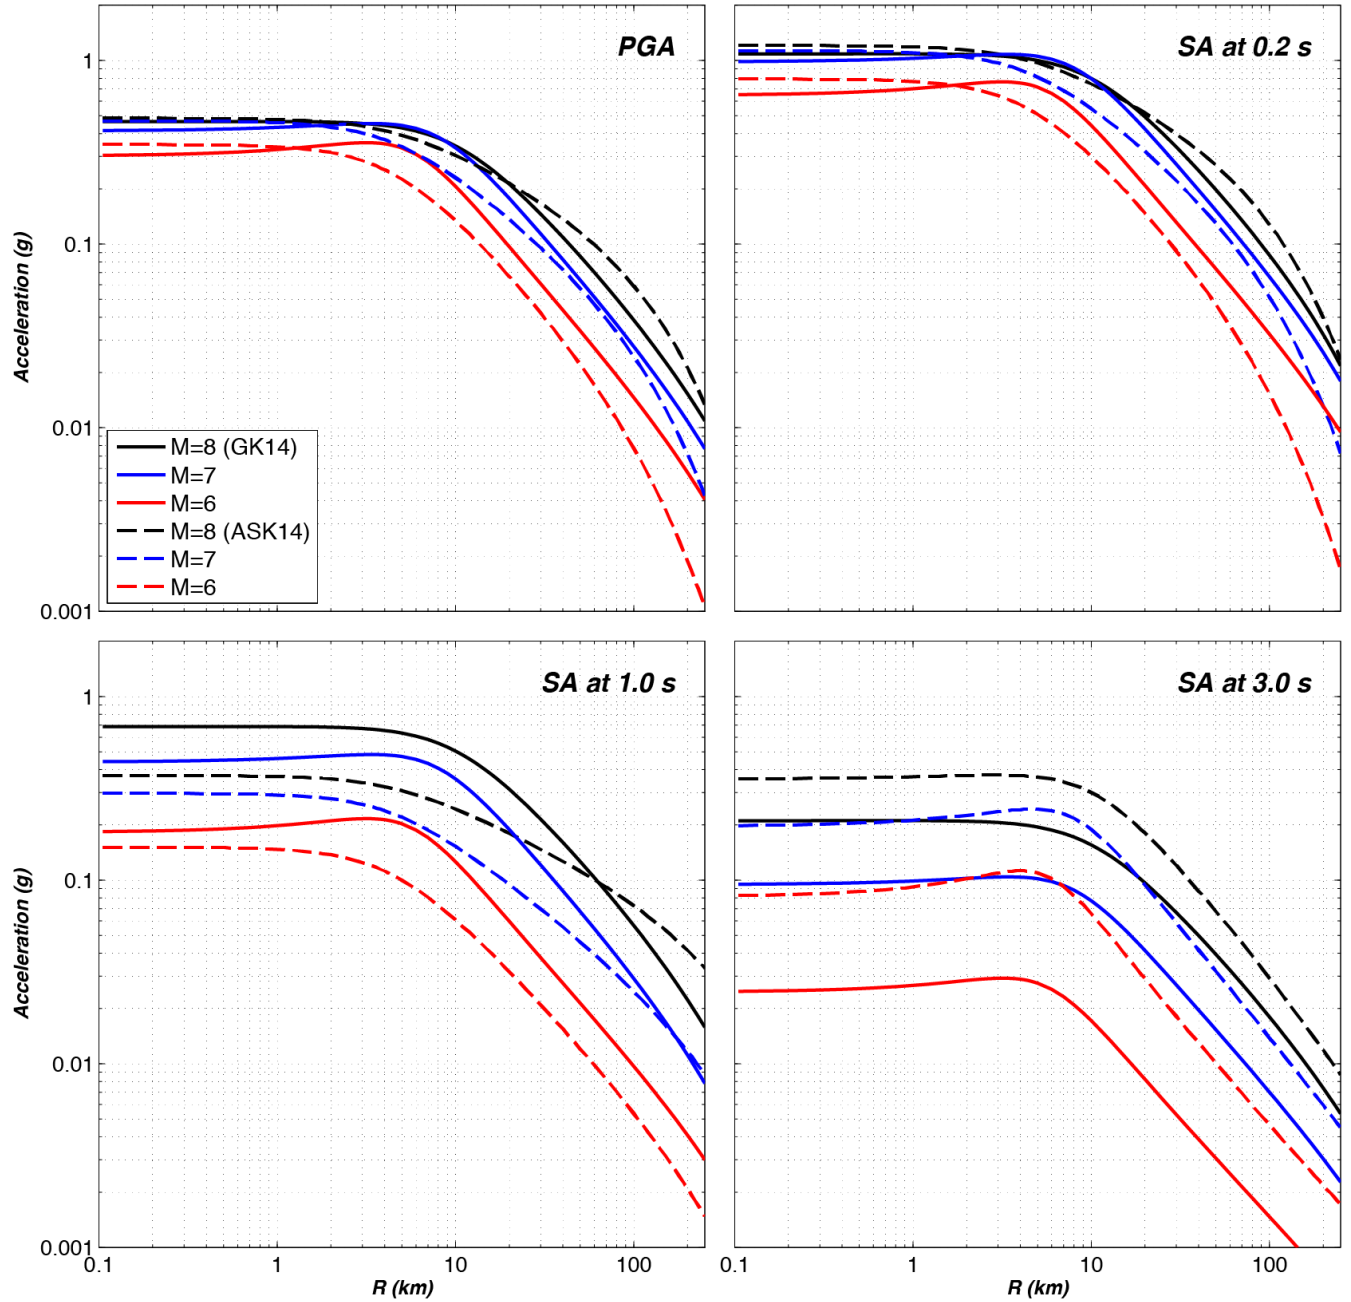 PGA
SA at 0.2 s
1
0.1
0.01
0.001
Acceleration (g)
M=8 (GK14)
M=7
M=6
M=8 (ASK14)
M=7
M=6
SA at 1.0 s
SA at 3.0 s
1
0.1
0.01
0.001
Acceleration (g)
0.1 1 10 100
0.1 1 10 100
R (km)
R (km)